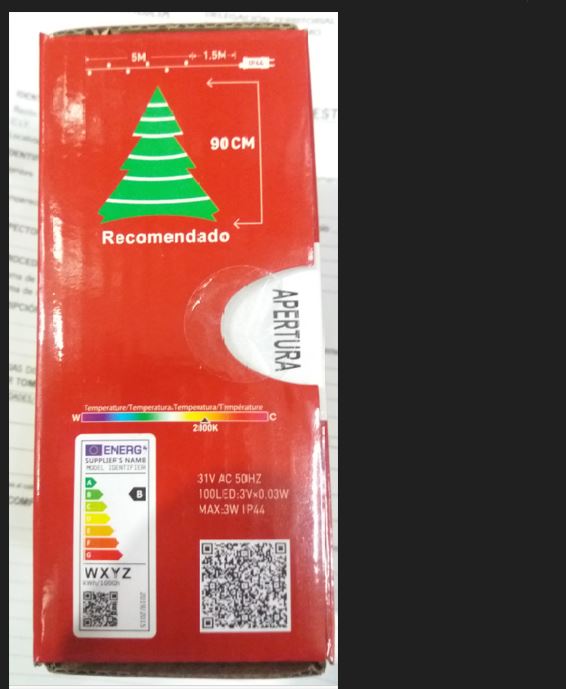 5M
1.5M
IP44
90CM
Recomendado
APERTURA
Temperature/Temperatura.Temperatura/Température
W
C
ENERG
SUPPLIER'S NAME
MODEL IDENTIFIER
A
B
C
D
E
F
G
B
WXYZ
kWh/1000h
2019/2015
31V AC 50HZ
100LED:3V×0.03W
MAX:3W IP44